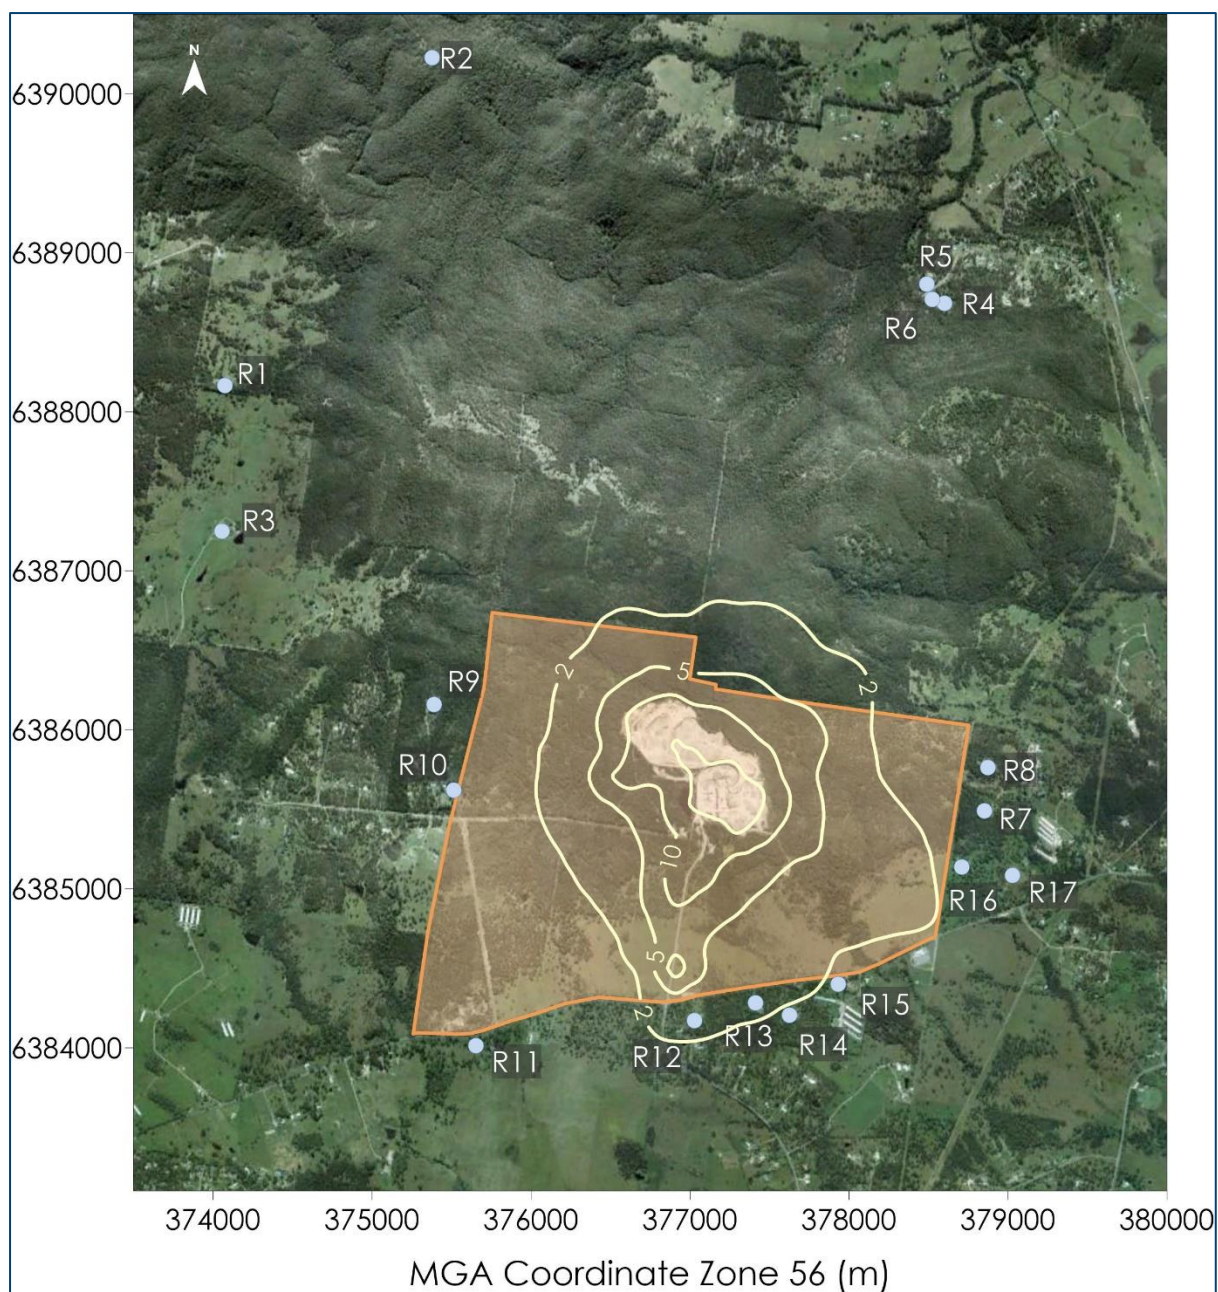 N
R2
6390000
6389000
R5
R4
R6
R1
6388000
R3
6387000
2
5
2
R9
6386000
R10
R8
R7
10
6385000
R16
R17
5
2
R15
R13
R14
R12
R11
6384000
374000 375000 376000 377000 378000 379000 380000
MGA Coordinate Zone 56 (m)